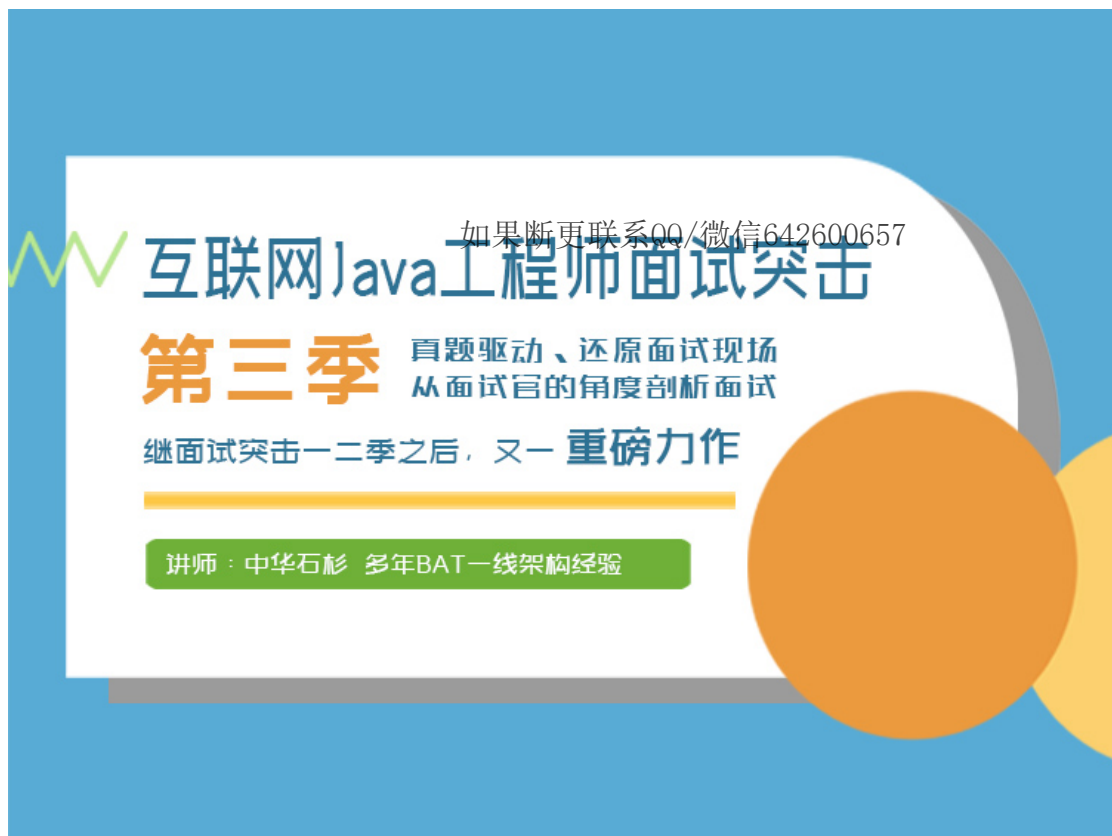 如果断更联系QQ/微信642600657
互联网Java工程师面试突击
第三季
真题驱动、还原面试现场
从面试官的角度剖析面试
继面试突击一二季之后，又一 重磅力作
讲师：中华石杉 多年BAT一线架构经验